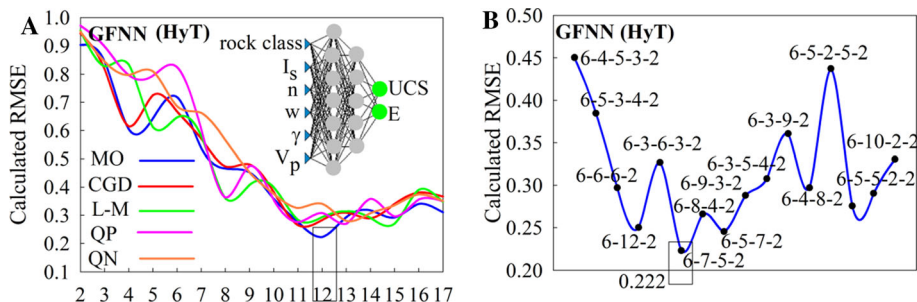 A
GFNN (HyT)
Calculated RMSE
1.0
0.9
0.8
0.7
0.6
0.5
0.4
0.3
0.2
0.1
2 3 4 5 6 7 8 9 10 11 12 13 14 15 16 17
rock class
Is
n
w
γ
Vp
UCS
E
MO
CGD
L-M
QP
QN
B
GFNN (HyT)
Calculated RMSE
0.50
0.45
0.40
0.35
0.30
0.25
0.20
6-4-5-3-2
6-5-3-4-2
6-6-6-2
6-12-2
6-3-6-3-2
6-7-5-2
6-8-4-2
6-5-7-2
6-9-3-2
6-3-5-4-2
6-3-9-2
6-4-8-2
6-5-2-5-2
6-5-5-2-2
6-10-2-2
0.222